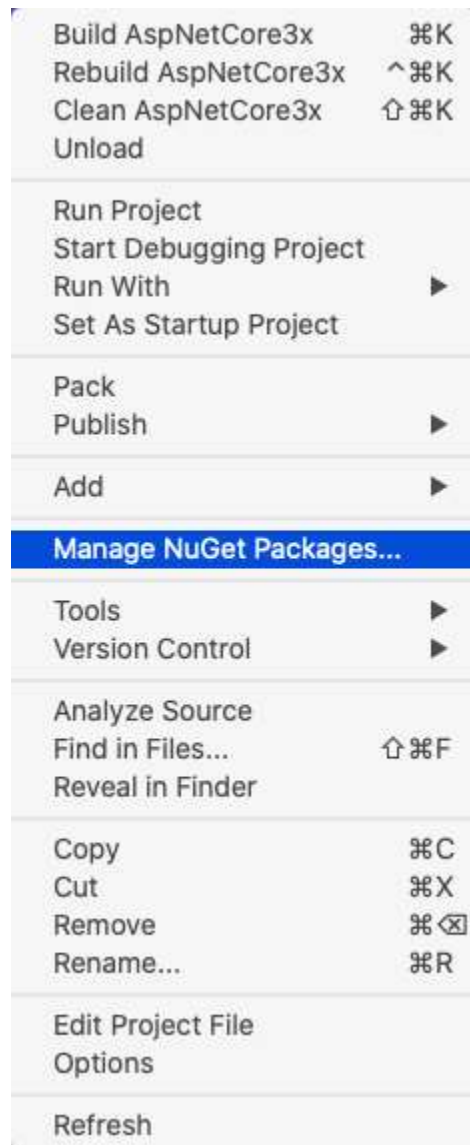 Build AspNetCore3x ⌘K
Rebuild AspNetCore3x ^⌘K
Clean AspNetCore3x ⇧⌘K
Unload
Run Project
Start Debugging Project
Run With ▶
Set As Startup Project
Pack
Publish ▶
Add ▶
Manage NuGet Packages...
Tools ▶
Version Control ▶
Analyze Source
Find in Files... ⇧⌘F
Reveal in Finder
Copy ⌘C
Cut ⌘X
Remove ⌘⌫
Rename... ⌘R
Edit Project File
Options
Refresh